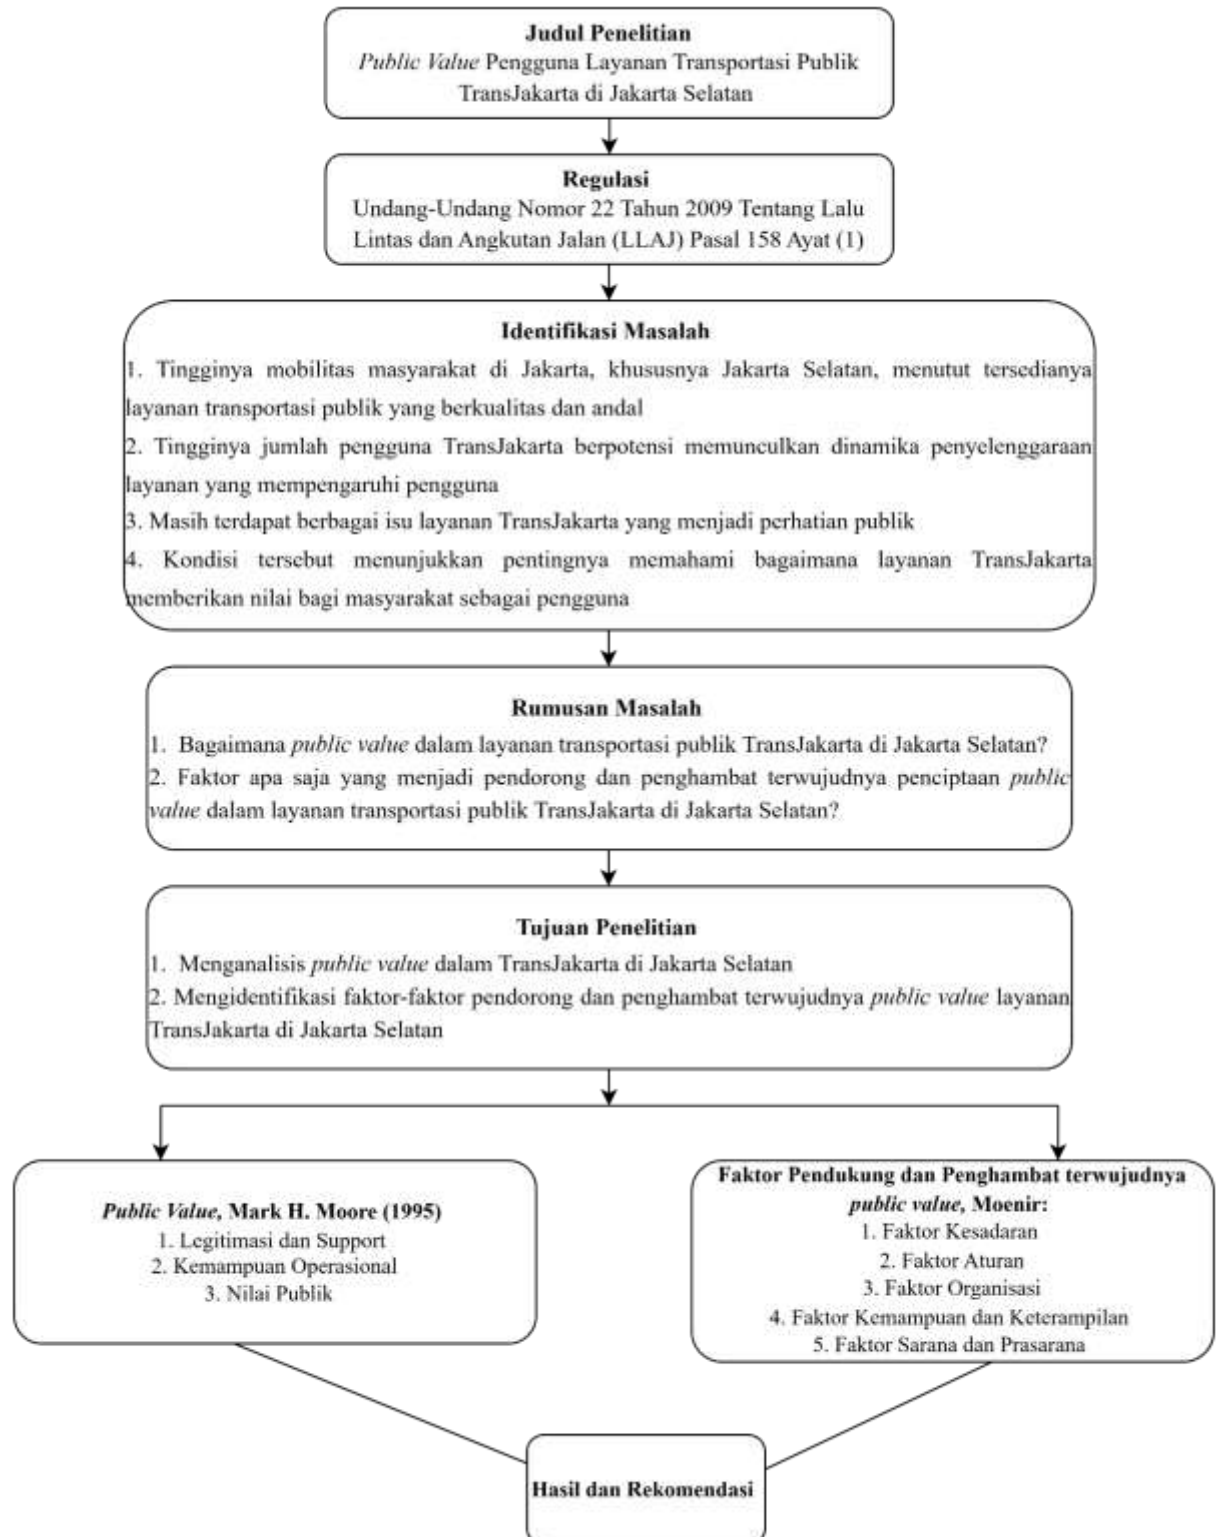 Judul Penelitian
Public Value Pengguna Layanan Transportasi Publik
TransJakarta di Jakarta Selatan
Regulasi
Undang-Undang Nomor 22 Tahun 2009 Tentang Lalu
Lintas dan Angkutan Jalan (LLAJ) Pasal 158 Ayat (1)
Identifikasi Masalah
1. Tingginya mobilitas masyarakat di Jakarta, khususnya Jakarta Selatan, menutut tersedianya
layanan transportasi publik yang berkualitas dan andal
2. Tingginya jumlah pengguna TransJakarta berpotensi memunculkan dinamika penyelenggaraan
layanan yang mempengaruhi pengguna
3. Masih terdapat berbagai isu layanan TransJakarta yang menjadi perhatian publik
4. Kondisi tersebut menunjukkan pentingnya memahami bagaimana layanan TransJakarta
memberikan nilai bagi masyarakat sebagai pengguna
Rumusan Masalah
1. Bagaimana public value dalam layanan transportasi publik TransJakarta di Jakarta Selatan?
2. Faktor apa saja yang menjadi pendorong dan penghambat terwujudnya penciptaan public
value dalam layanan transportasi publik TransJakarta di Jakarta Selatan?
Tujuan Penelitian
1. Menganalisis public value dalam TransJakarta di Jakarta Selatan
2. Mengidentifikasi faktor-faktor pendorong dan penghambat terwujudnya public value layanan
TransJakarta di Jakarta Selatan
Public Value, Mark H. Moore (1995)
1. Legitimasi dan Support
2. Kemampuan Operasional
3. Nilai Publik
Faktor Pendukung dan Penghambat terwujudnya
public value, Moenir:
1. Faktor Kesadaran
2. Faktor Aturan
3. Faktor Organisasi
4. Faktor Kemampuan dan Keterampilan
5. Faktor Sarana dan Prasarana
Hasil dan Rekomendasi